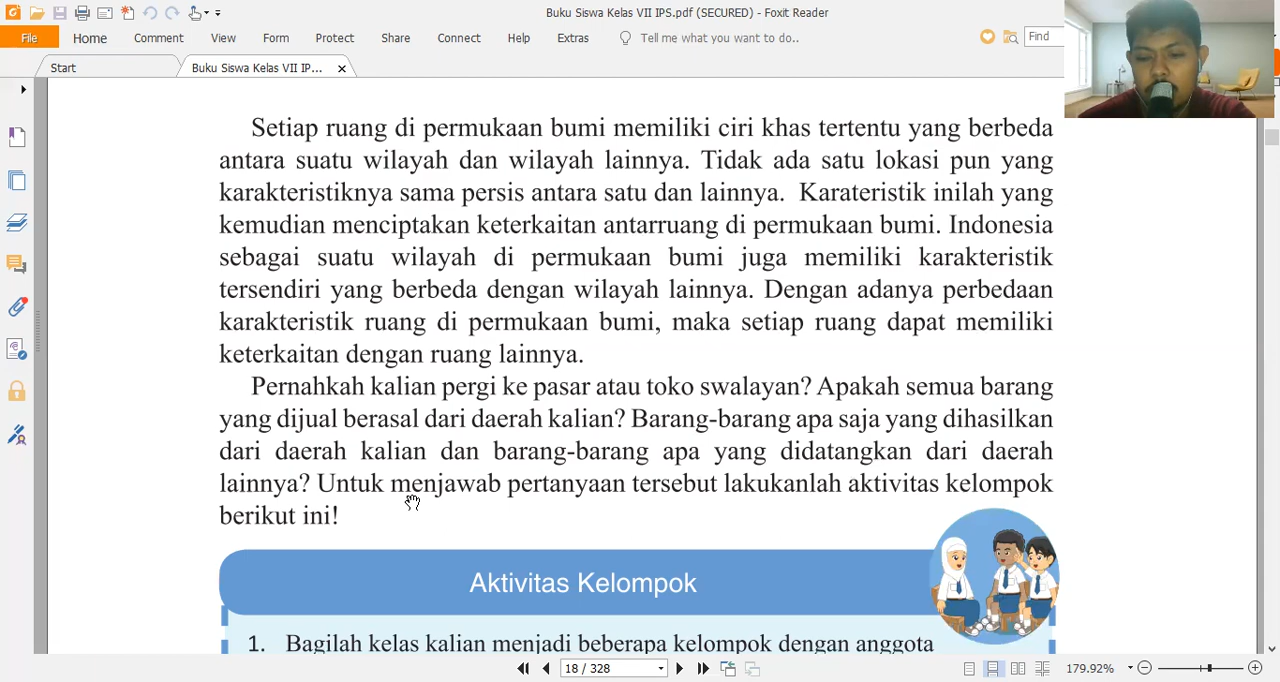 Buku Siswa Kelas VII IPS.pdf (SECURED) - Foxit Reader
File Home Comment View Form Protect Share Connect Help Extras Tell me what you want to do.. Find
Start Buku Siswa Kelas VII IP...
Setiap ruang di permukaan bumi memiliki ciri khas tertentu yang berbeda
antara suatu wilayah dan wilayah lainnya. Tidak ada satu lokasi pun yang
karakteristiknya sama persis antara satu dan lainnya. Karateristik inilah yang
kemudian menciptakan keterkaitan antarruang di permukaan bumi. Indonesia
sebagai suatu wilayah di permukaan bumi juga memiliki karakteristik
tersendiri yang berbeda dengan wilayah lainnya. Dengan adanya perbedaan
karakteristik ruang di permukaan bumi, maka setiap ruang dapat memiliki
keterkaitan dengan ruang lainnya.
Pernahkah kalian pergi ke pasar atau toko swalayan? Apakah semua barang
yang dijual berasal dari daerah kalian? Barang-barang apa saja yang dihasilkan
dari daerah kalian dan barang-barang apa yang didatangkan dari daerah
lainnya? Untuk menjawab pertanyaan tersebut lakukanlah aktivitas kelompok
berikut ini!
Aktivitas Kelompok
1. Bagilah kelas kalian menjadi beberapa kelompok dengan anggota
18 / 328 179.92%